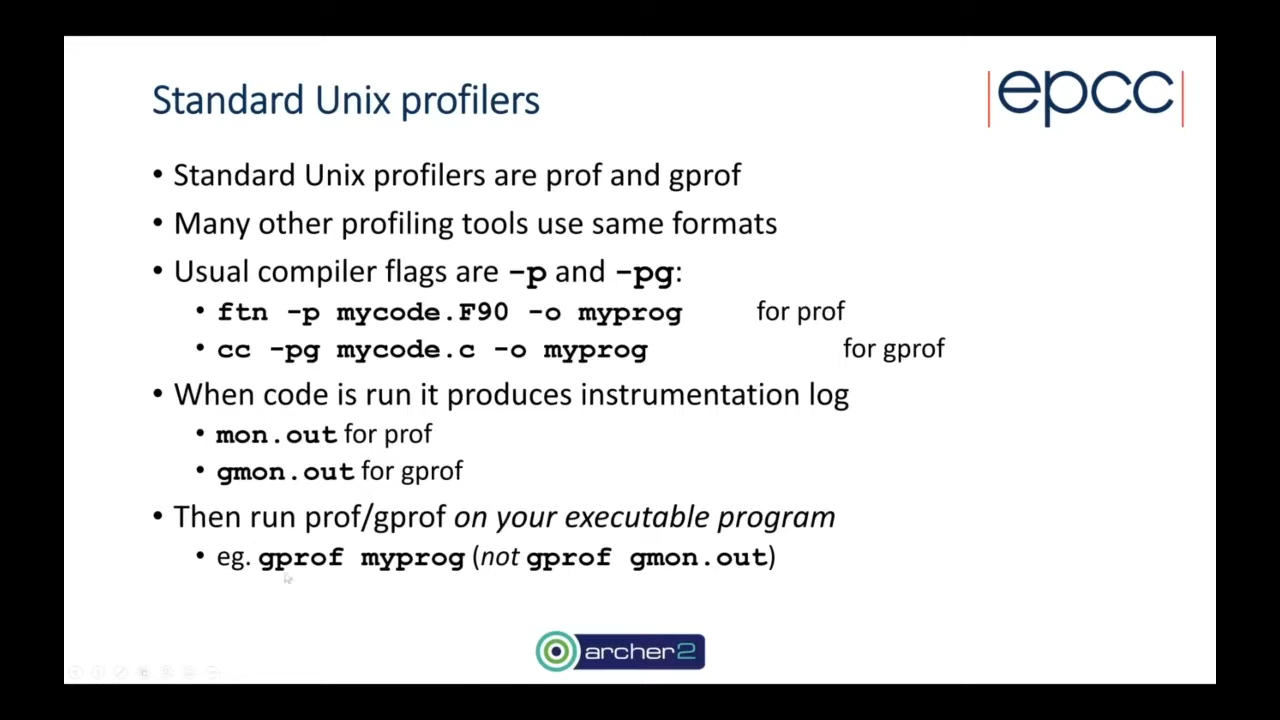 Standard Unix profilers
epcc
• Standard Unix profilers are prof and gprof
• Many other profiling tools use same formats
• Usual compiler flags are -p and -pg:
• ftn -p mycode.F90 -o myprog for prof
• cc -pg mycode.c -o myprog for gprof
• When code is run it produces instrumentation log
• mon.out for prof
• gmon.out for gprof
• Then run prof/gprof on your executable program
• eg. gprof myprog (not gprof gmon.out)
archer2